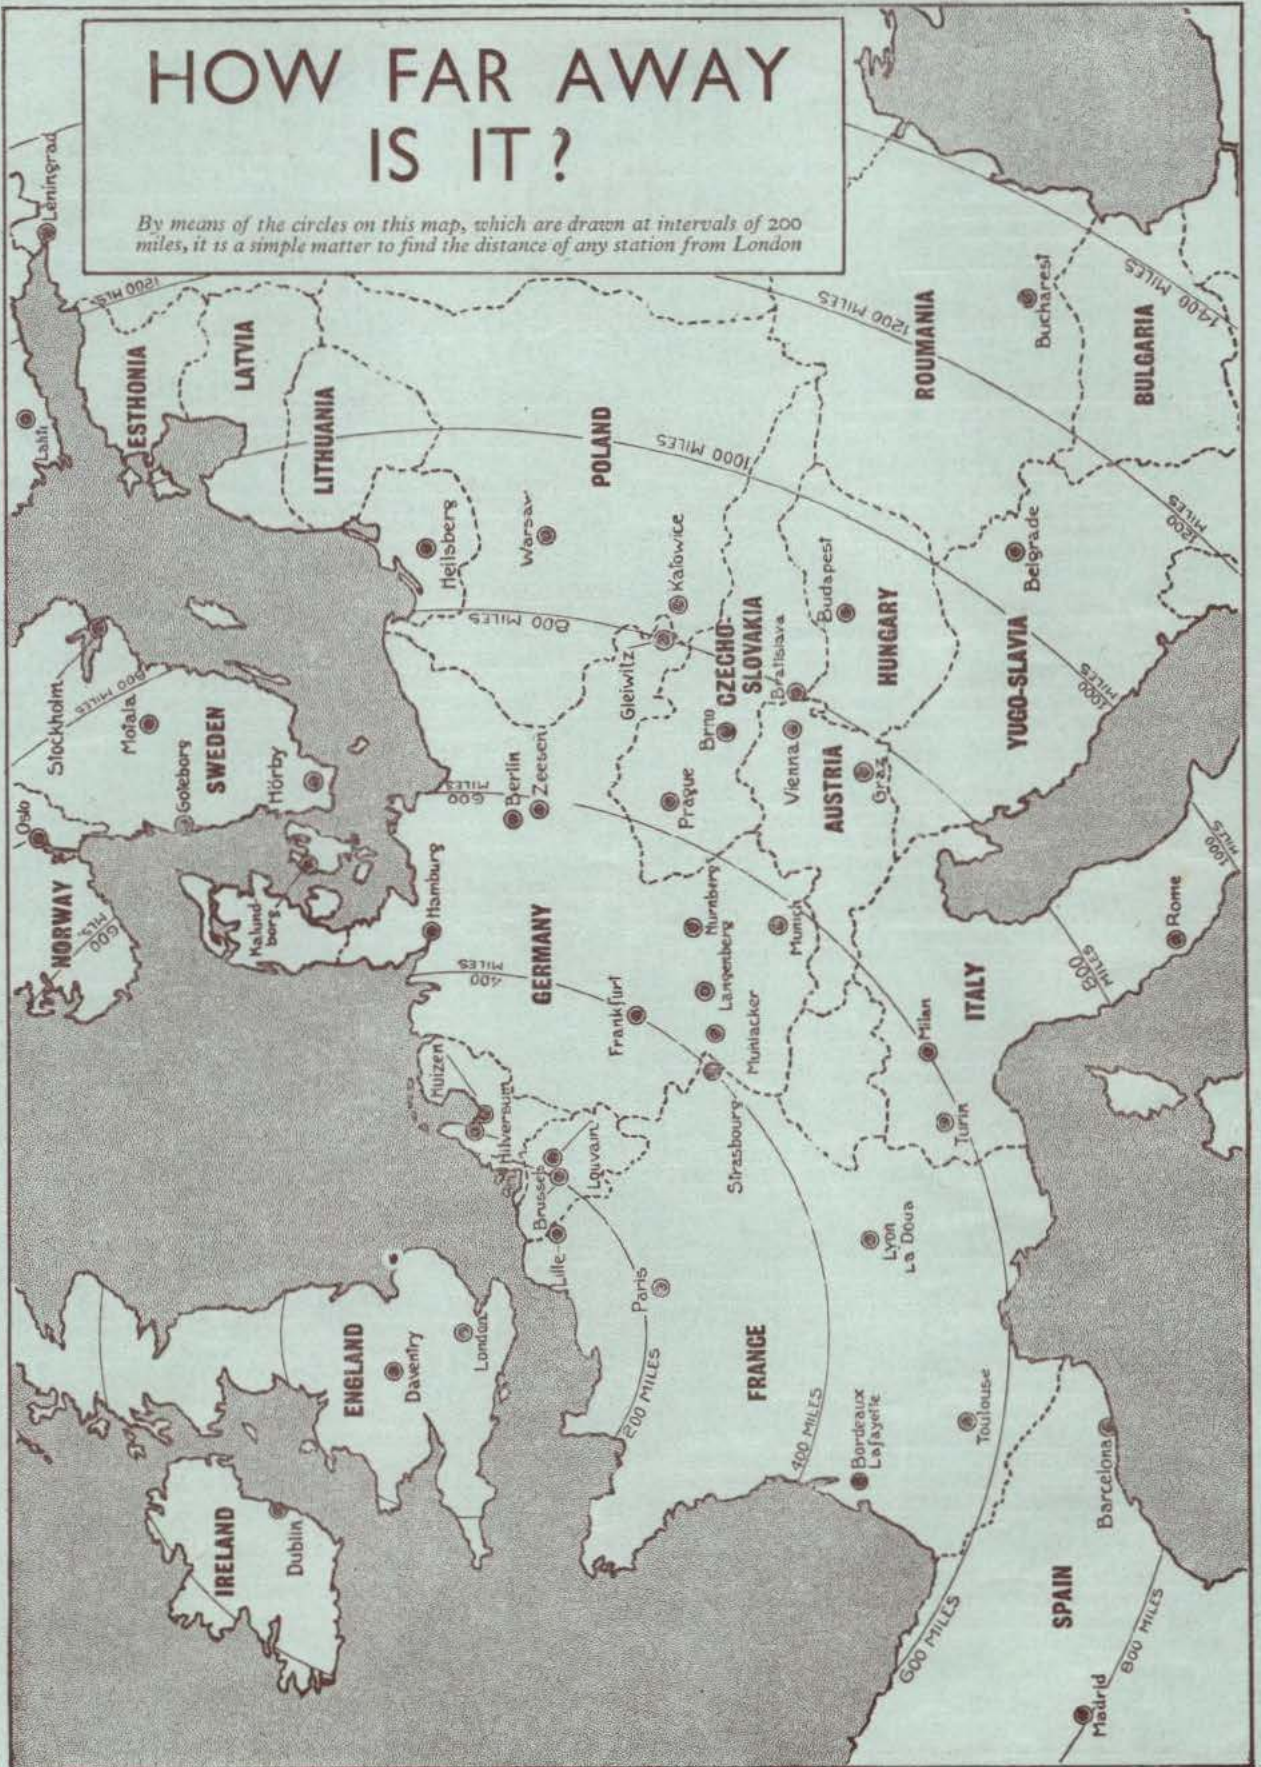 HOW FAR AWAY
IS IT?
By means of the circles on this map, which are drawn at intervals of 200
miles, it is a simple matter to find the distance of any station from London
Leningrad
1200 MLS.
Lahti
ESTHONIA
LATVIA
LITHUANIA
POLAND
1000 MILES
Heilsberg
Warsaw
Katowice
800 MILES
Gleiwitz
CZECHO-
SLOVAKIA
Bratislava
Brno
Prague
Budapest
HUNGARY
Vienna
AUSTRIA
Graz
ROUMANIA
1200 MILES
Bucharest
BULGARIA
1400 MILES
1200
MILES
Belgrade
YUGO-SLAVIA
1000
MILES
Stockholm
800 MILES
Motala
SWEDEN
Goteborg
Hörby
Oslo
NORWAY
600
MLS.
Kalund-
borg
Hamburg
600
MILES
Berlin
Zeesen
GERMANY
400
MILES
Frankfurt
Nurnberg
Langenberg
Munich
Muhlacker
Strasbourg
Huizen
Hilversum
Brussels
Louvain
Lille
Paris
200 MILES
FRANCE
400 MILES
Lyon
La Doua
Bordeaux
Lafayette
Toulouse
600 MILES
Milan
Turin
ITALY
800
MILES
Rome
1000
MILES
ENGLAND
Daventry
London
IRELAND
Dublin
Barcelona
SPAIN
800 MILES
Madrid